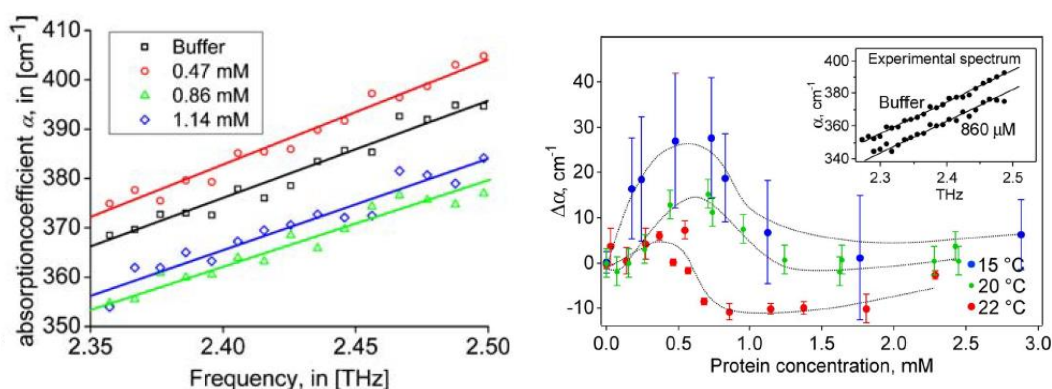 absorptioncoefficient α, in [cm⁻¹]
410
400
390
380
370
360
350
Buffer
0.47 mM
0.86 mM
1.14 mM
2.35
2.40
2.45
2.50
Frequency, in [THz]
Δα, cm⁻¹
40
30
20
10
0
-10
0.0
0.5
1.0
1.5
2.0
2.5
3.0
Protein concentration, mM
15 °C
20 °C
22 °C
Experimental spectrum
α, cm⁻¹
400
380
360
340
Buffer
860 μM
2.3
2.4
2.5
THz